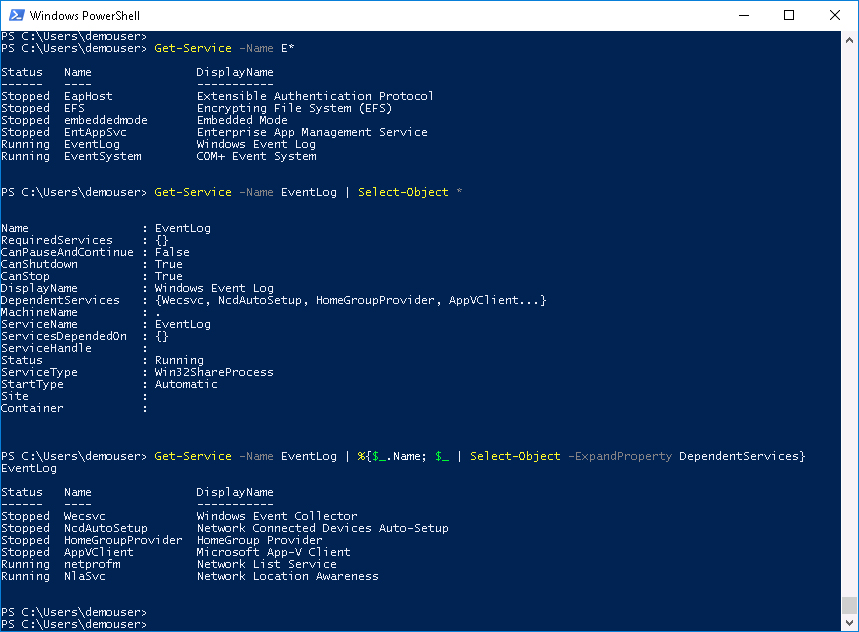 Windows PowerShell
PS C:\Users\demouser>
PS C:\Users\demouser> Get-Service -Name E*
Status Name DisplayName
------ ---- -----------
Stopped EapHost Extensible Authentication Protocol
Stopped EFS Encrypting File System (EFS)
Stopped embeddedmode Embedded Mode
Stopped EntAppSvc Enterprise App Management Service
Running EventLog Windows Event Log
Running EventSystem COM+ Event System
PS C:\Users\demouser> Get-Service -Name EventLog | Select-Object *
Name : EventLog
RequiredServices : {}
CanPauseAndContinue : False
CanShutdown : True
CanStop : True
DisplayName : Windows Event Log
DependentServices : {Wecsvc, NcdAutoSetup, HomeGroupProvider, AppVClient...}
MachineName : .
ServiceName : EventLog
ServicesDependedOn : {}
ServiceHandle :
Status : Running
ServiceType : Win32ShareProcess
StartType : Automatic
Site :
Container :
PS C:\Users\demouser> Get-Service -Name EventLog | %{$_.Name; $_ | Select-Object -ExpandProperty DependentServices}
EventLog
Status Name DisplayName
------ ---- -----------
Stopped Wecsvc Windows Event Collector
Stopped NcdAutoSetup Network Connected Devices Auto-Setup
Stopped HomeGroupProvider HomeGroup Provider
Stopped AppVClient Microsoft App-V Client
Running netprofm Network List Service
Running NlaSvc Network Location Awareness
PS C:\Users\demouser>
PS C:\Users\demouser>